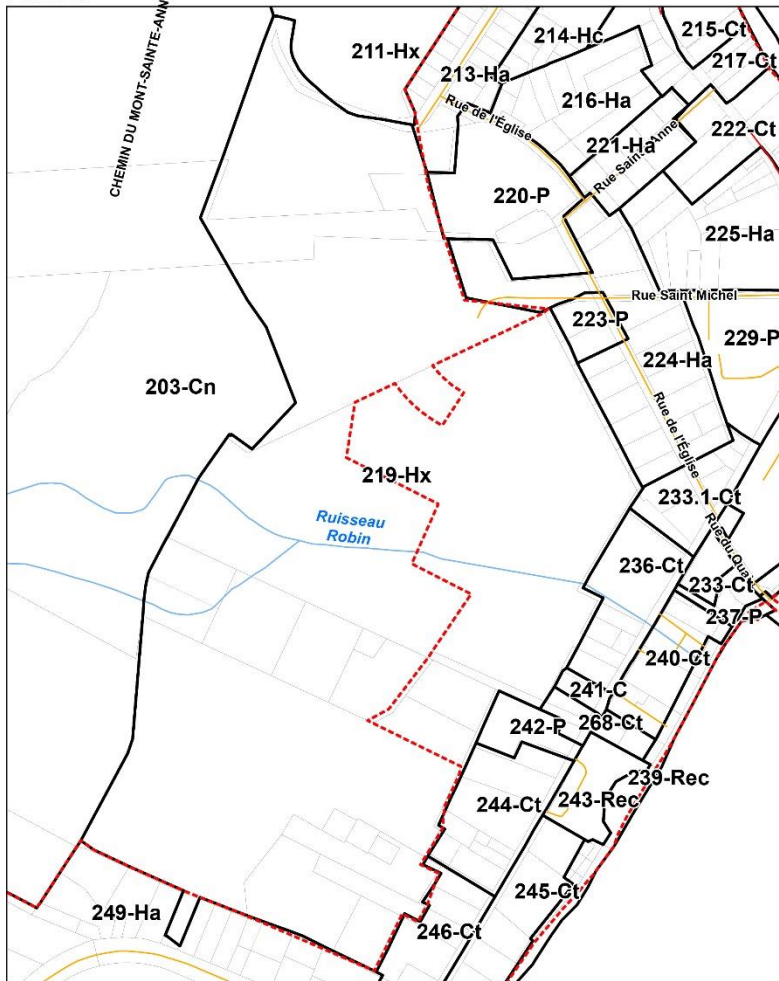 CHEMIN DU MONT-SAINTE-ANN
211-Hx
213-Ha
214-Hc
215-Ct
217-Ct
216-Ha
222-Ct
221-Ha
Rue de l'Église
Rue Sainte-Anne
220-P
225-Ha
Rue Saint Michel
223-P
229-P
224-Ha
203-Cn
Rue de l'Église
219-Hx
233.1-Ct
Ruisseau
Robin
Rue du Quai
236-Ct
233-Ct
237-P
240-Ct
241-C
268-Ct
242-P
239-Rec
244-Ct
243-Rec
245-Ct
249-Ha
246-Ct